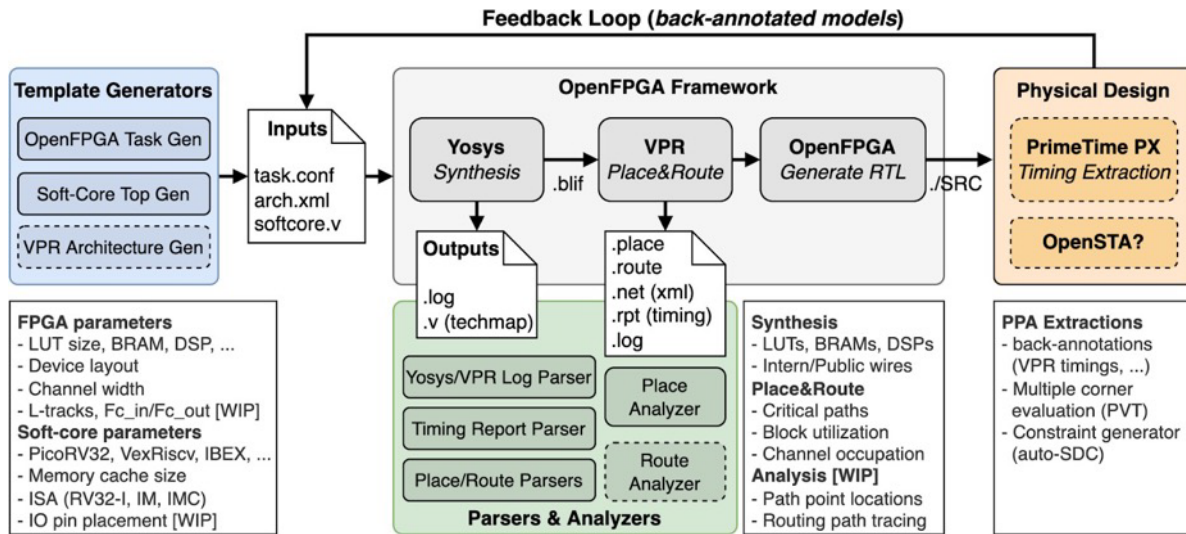 Feedback Loop (back-annotated models)
Template Generators
OpenFPGA Task Gen
Soft-Core Top Gen
VPR Architecture Gen
Inputs
task.conf
arch.xml
softcore.v
OpenFPGA Framework
Yosys
Synthesis
.blif
VPR
Place&Route
OpenFPGA
Generate RTL
./SRC
Physical Design
PrimeTime PX
Timing Extraction
OpenSTA?
Outputs
.log
.v (techmap)
.place
.route
.net (xml)
.rpt (timing)
.log
Yosys/VPR Log Parser
Timing Report Parser
Place/Route Parsers
Place
Analyzer
Route
Analyzer
Parsers & Analyzers
FPGA parameters
- LUT size, BRAM, DSP, ...
- Device layout
- Channel width
- L-tracks, Fc_in/Fc_out [WIP]
Soft-core parameters
- PicoRV32, VexRiscv, IBEX, ...
- Memory cache size
- ISA (RV32-I, IM, IMC)
- IO pin placement [WIP]
Synthesis
- LUTs, BRAMs, DSPs
- Intern/Public wires
Place&Route
- Critical paths
- Block utilization
- Channel occupation
Analysis [WIP]
- Path point locations
- Routing path tracing
PPA Extractions
- back-annotations
(VPR timings, ...)
- Multiple corner
evaluation (PVT)
- Constraint generator
(auto-SDC)